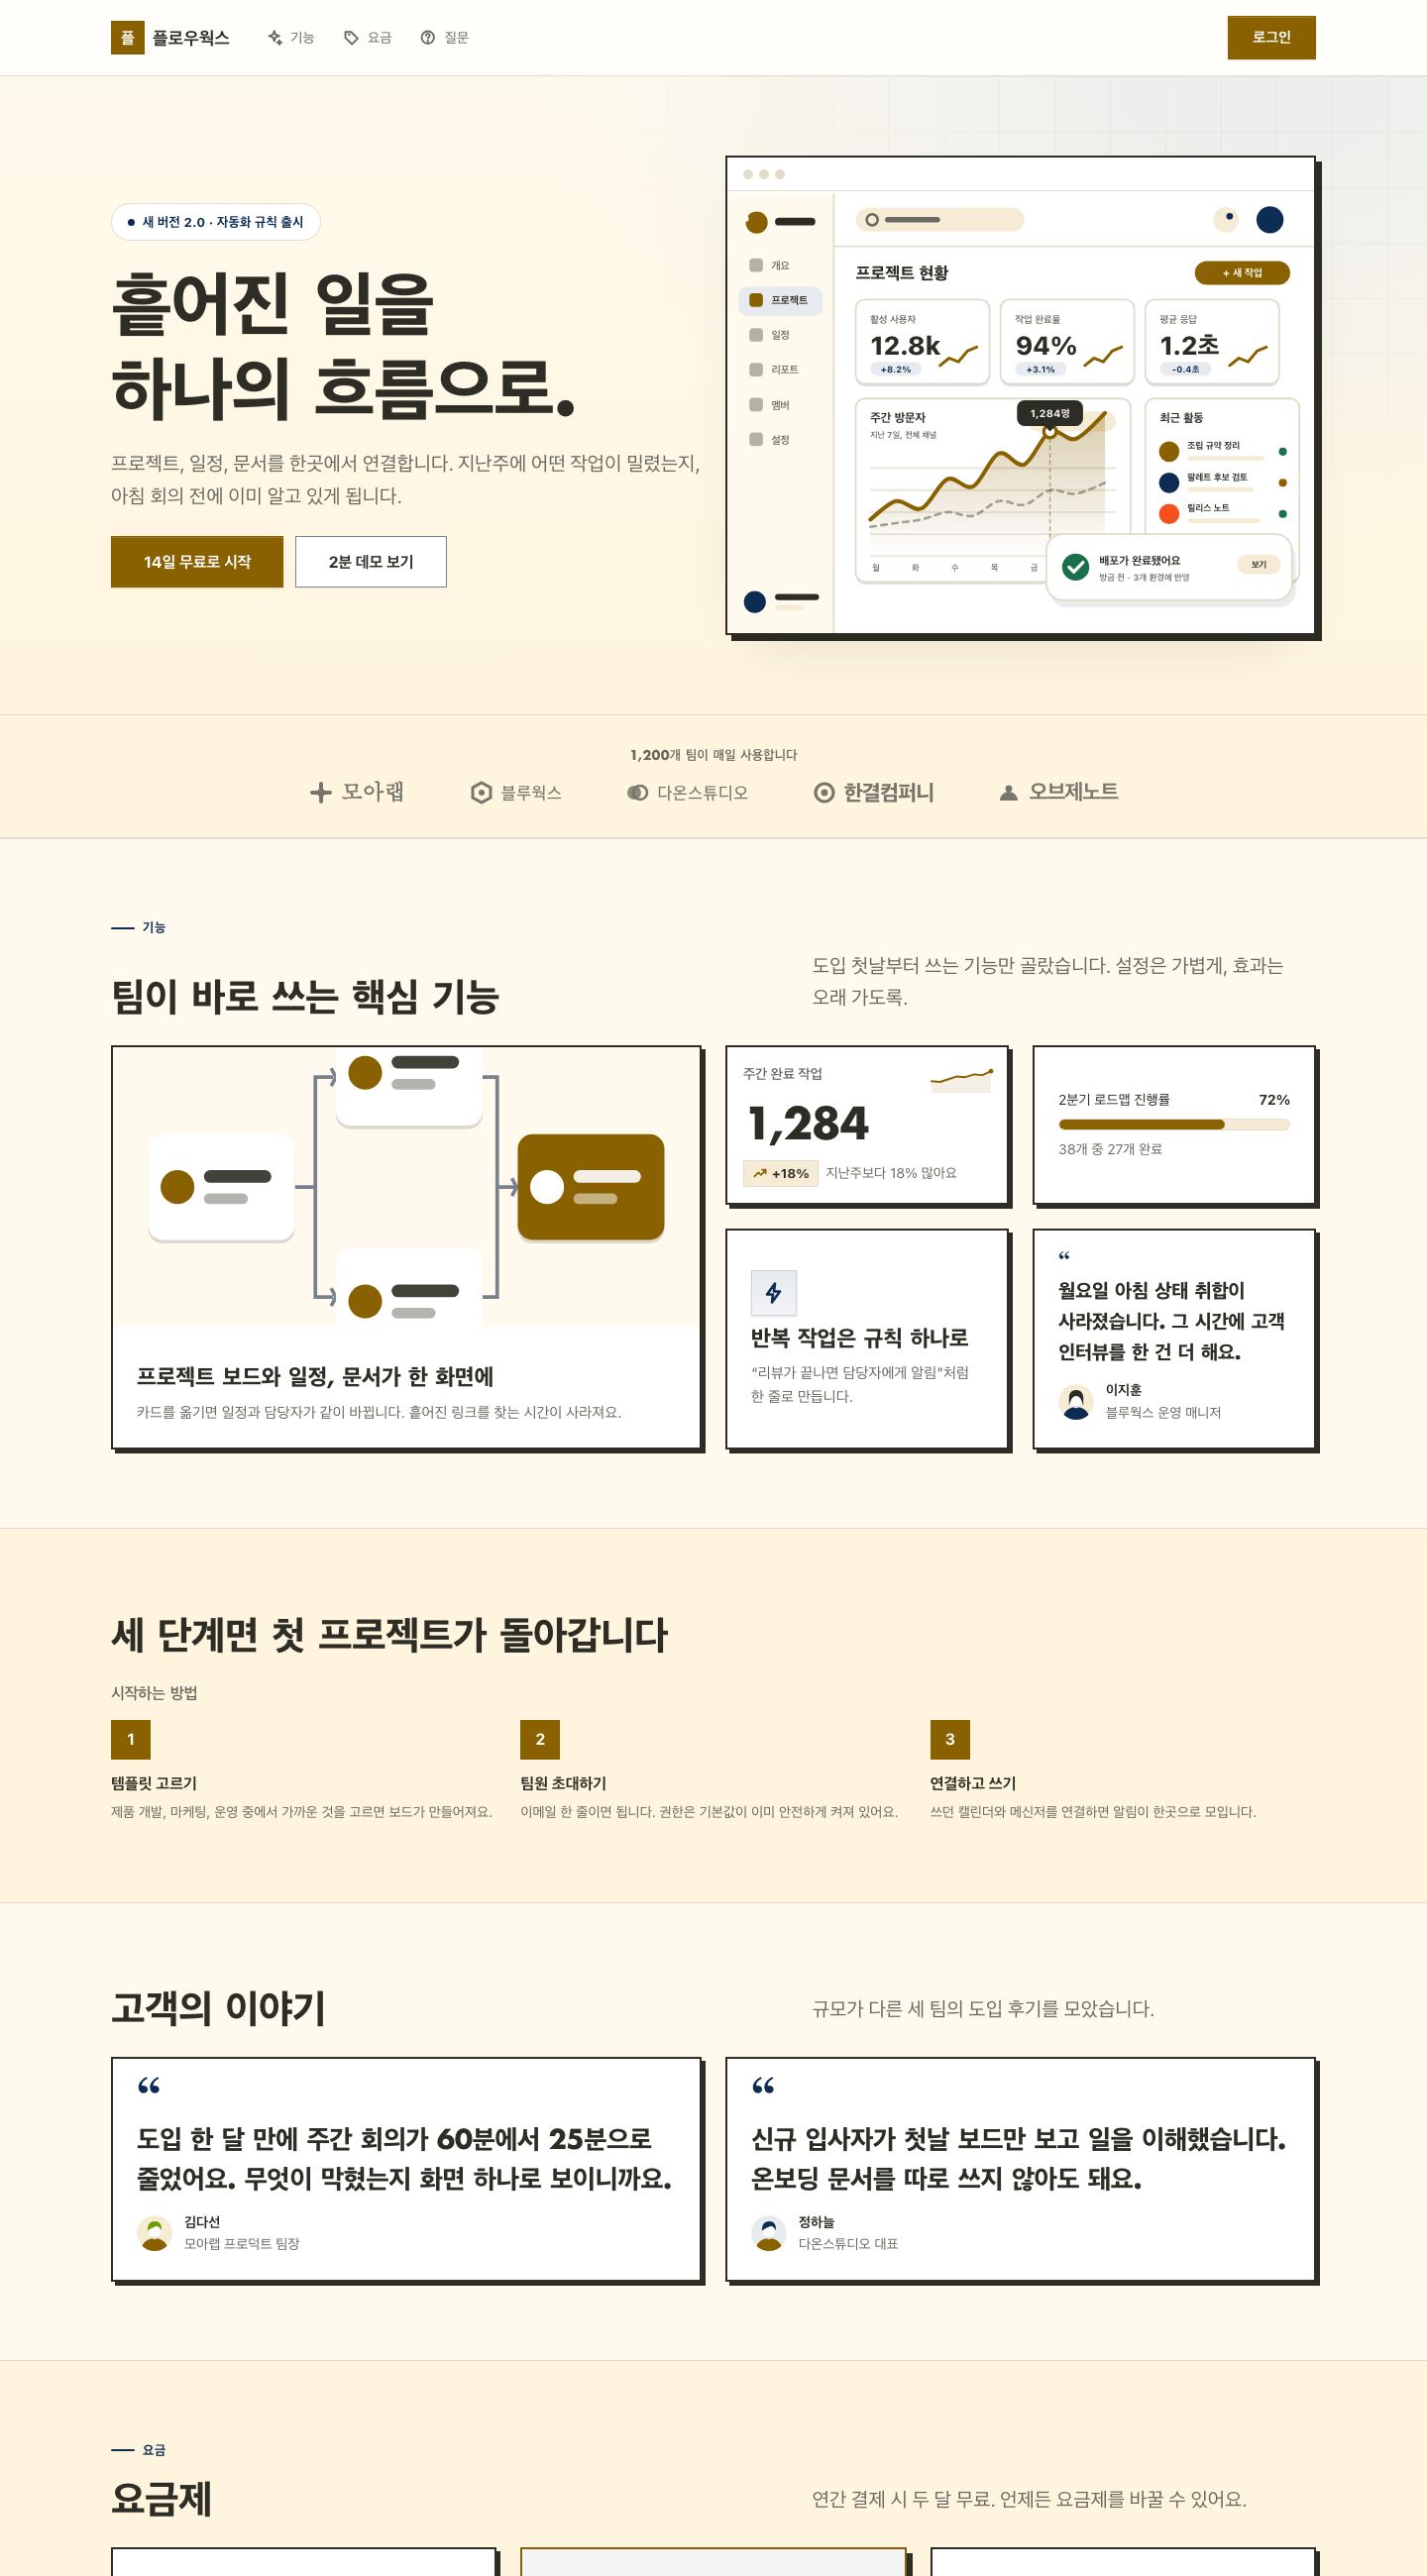 플 플로우웍스 기능 요금 질문 로그인
새 버전 2.0 · 자동화 규칙 출시
흩어진 일을
하나의 흐름으로.
프로젝트, 일정, 문서를 한곳에서 연결합니다. 지난주에 어떤 작업이 밀렸는지,
아침 회의 전에 이미 알고 있게 됩니다.
14일 무료로 시작 2분 데모 보기
개요
프로젝트
일정
리포트
멤버
설정
프로젝트 현황 + 새 작업
활성 사용자
12.8k
+8.2%
작업 완료율
94%
+3.1%
평균 응답
1.2초
-0.4초
주간 방문자
지난 7일, 전체 채널
1,284명
월 화 수 목 금
최근 활동
조립 규약 정리
팔레트 후보 검토
릴리스 노트
배포가 완료됐어요
방금 전 · 3개 환경에 반영
보기
1,200개 팀이 매일 사용합니다
모아랩 블루웍스 다온스튜디오 한결컴퍼니 오브제노트
기능
팀이 바로 쓰는 핵심 기능
도입 첫날부터 쓰는 기능만 골랐습니다. 설정은 가볍게, 효과는
오래 가도록.
프로젝트 보드와 일정, 문서가 한 화면에
카드를 옮기면 일정과 담당자가 같이 바뀝니다. 흩어진 링크를 찾는 시간이 사라져요.
주간 완료 작업
1,284
+18% 지난주보다 18% 많아요
2분기 로드맵 진행률 72%
38개 중 27개 완료
반복 작업은 규칙 하나로
“리뷰가 끝나면 담당자에게 알림”처럼
한 줄로 만듭니다.
“
월요일 아침 상태 취합이
사라졌습니다. 그 시간에 고객
인터뷰를 한 건 더 해요.
이지훈
블루웍스 운영 매니저
세 단계면 첫 프로젝트가 돌아갑니다
시작하는 방법
1
템플릿 고르기
제품 개발, 마케팅, 운영 중에서 가까운 것을 고르면 보드가 만들어져요.
2
팀원 초대하기
이메일 한 줄이면 됩니다. 권한은 기본값이 이미 안전하게 켜져 있어요.
3
연결하고 쓰기
쓰던 캘린더와 메신저를 연결하면 알림이 한곳으로 모입니다.
고객의 이야기
규모가 다른 세 팀의 도입 후기를 모았습니다.
“
도입 한 달 만에 주간 회의가 60분에서 25분으로
줄었어요. 무엇이 막혔는지 화면 하나로 보이니까요.
김다선
모아랩 프로덕트 팀장
“
신규 입사자가 첫날 보드만 보고 일을 이해했습니다.
온보딩 문서를 따로 쓰지 않아도 돼요.
정하늘
다온스튜디오 대표
요금
요금제
연간 결제 시 두 달 무료. 언제든 요금제를 바꿀 수 있어요.